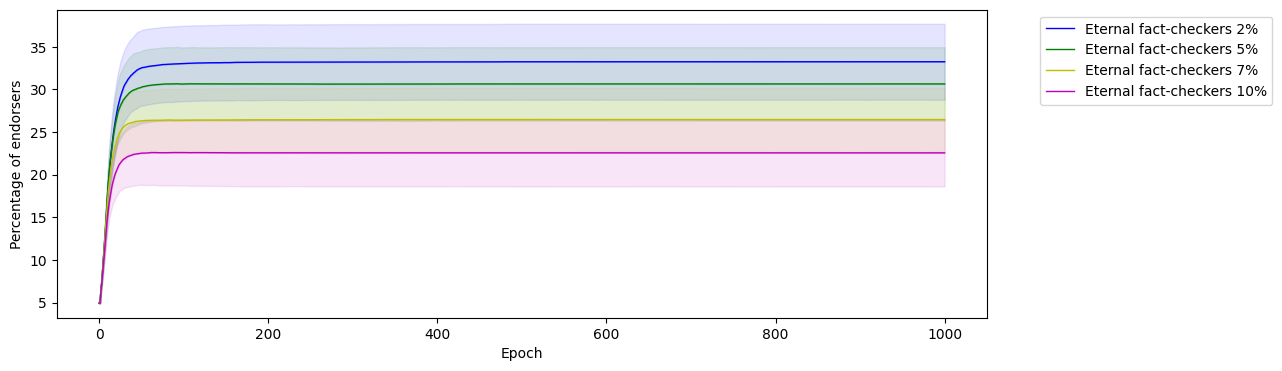 Percentage of endorsers
35
30
25
20
15
10
5
0
200
400
600
800
1000
Epoch
Eternal fact-checkers 2%
Eternal fact-checkers 5%
Eternal fact-checkers 7%
Eternal fact-checkers 10%